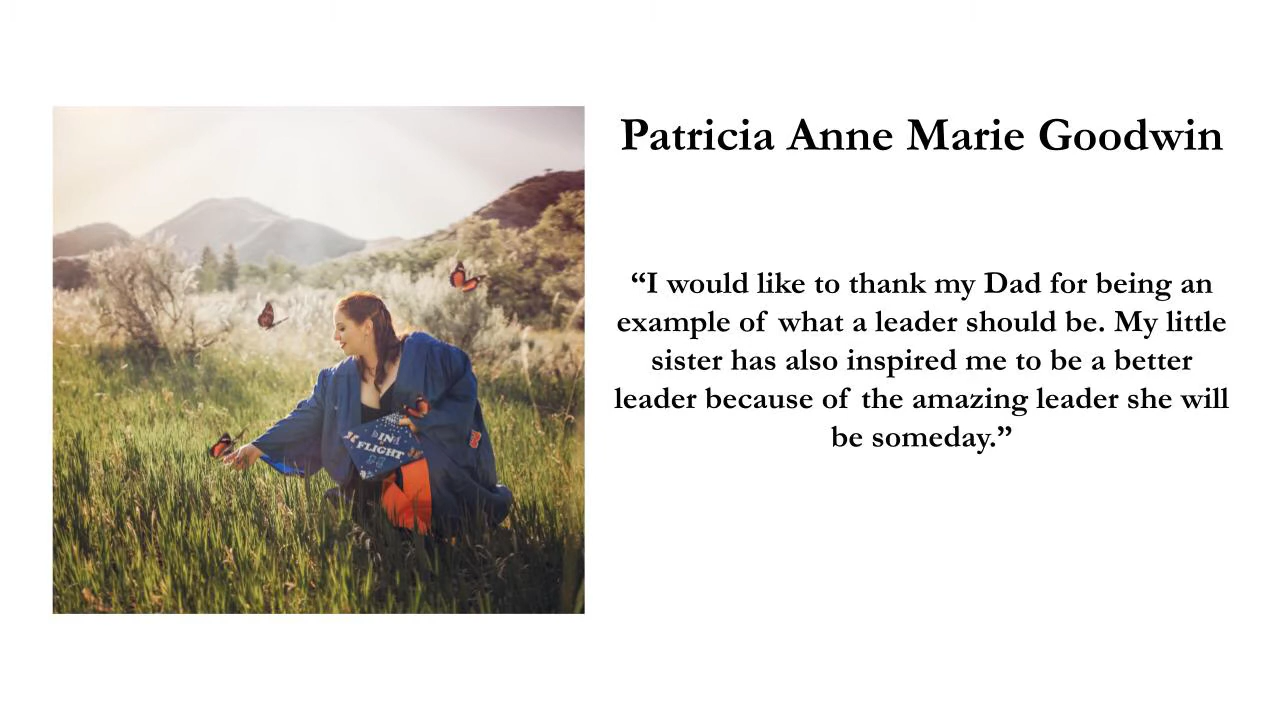 Patricia Anne Marie Goodwin
“I would like to thank my Dad for being an
example of what a leader should be. My little
sister has also inspired me to be a better
leader because of the amazing leader she will
be someday.”
IN
FLIGHT